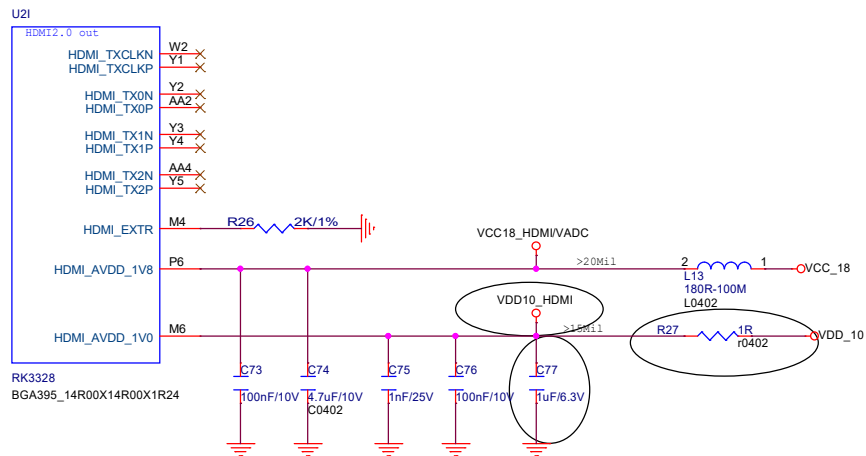 U2I
HDMI2.0 out
HDMI_TXCLKN W2
HDMI_TXCLKP Y1
HDMI_TX0N Y2
HDMI_TX0P AA2
HDMI_TX1N Y3
HDMI_TX1P Y4
HDMI_TX2N AA4
HDMI_TX2P Y5
HDMI_EXTR M4 R26 2K/1%
VCC18_HDMI/VADC
HDMI_AVDD_1V8 P6 >20Mil 2 1 VCC_18
L13
180R-100M
L0402
VDD10_HDMI
HDMI_AVDD_1V0 M6 >15Mil R27 1R VDD_10
r0402
C73 C74 C75 C76 C77
100nF/10V 4.7uF/10V 1nF/25V 100nF/10V 1uF/6.3V
C0402
RK3328
BGA395_14R00X14R00X1R24